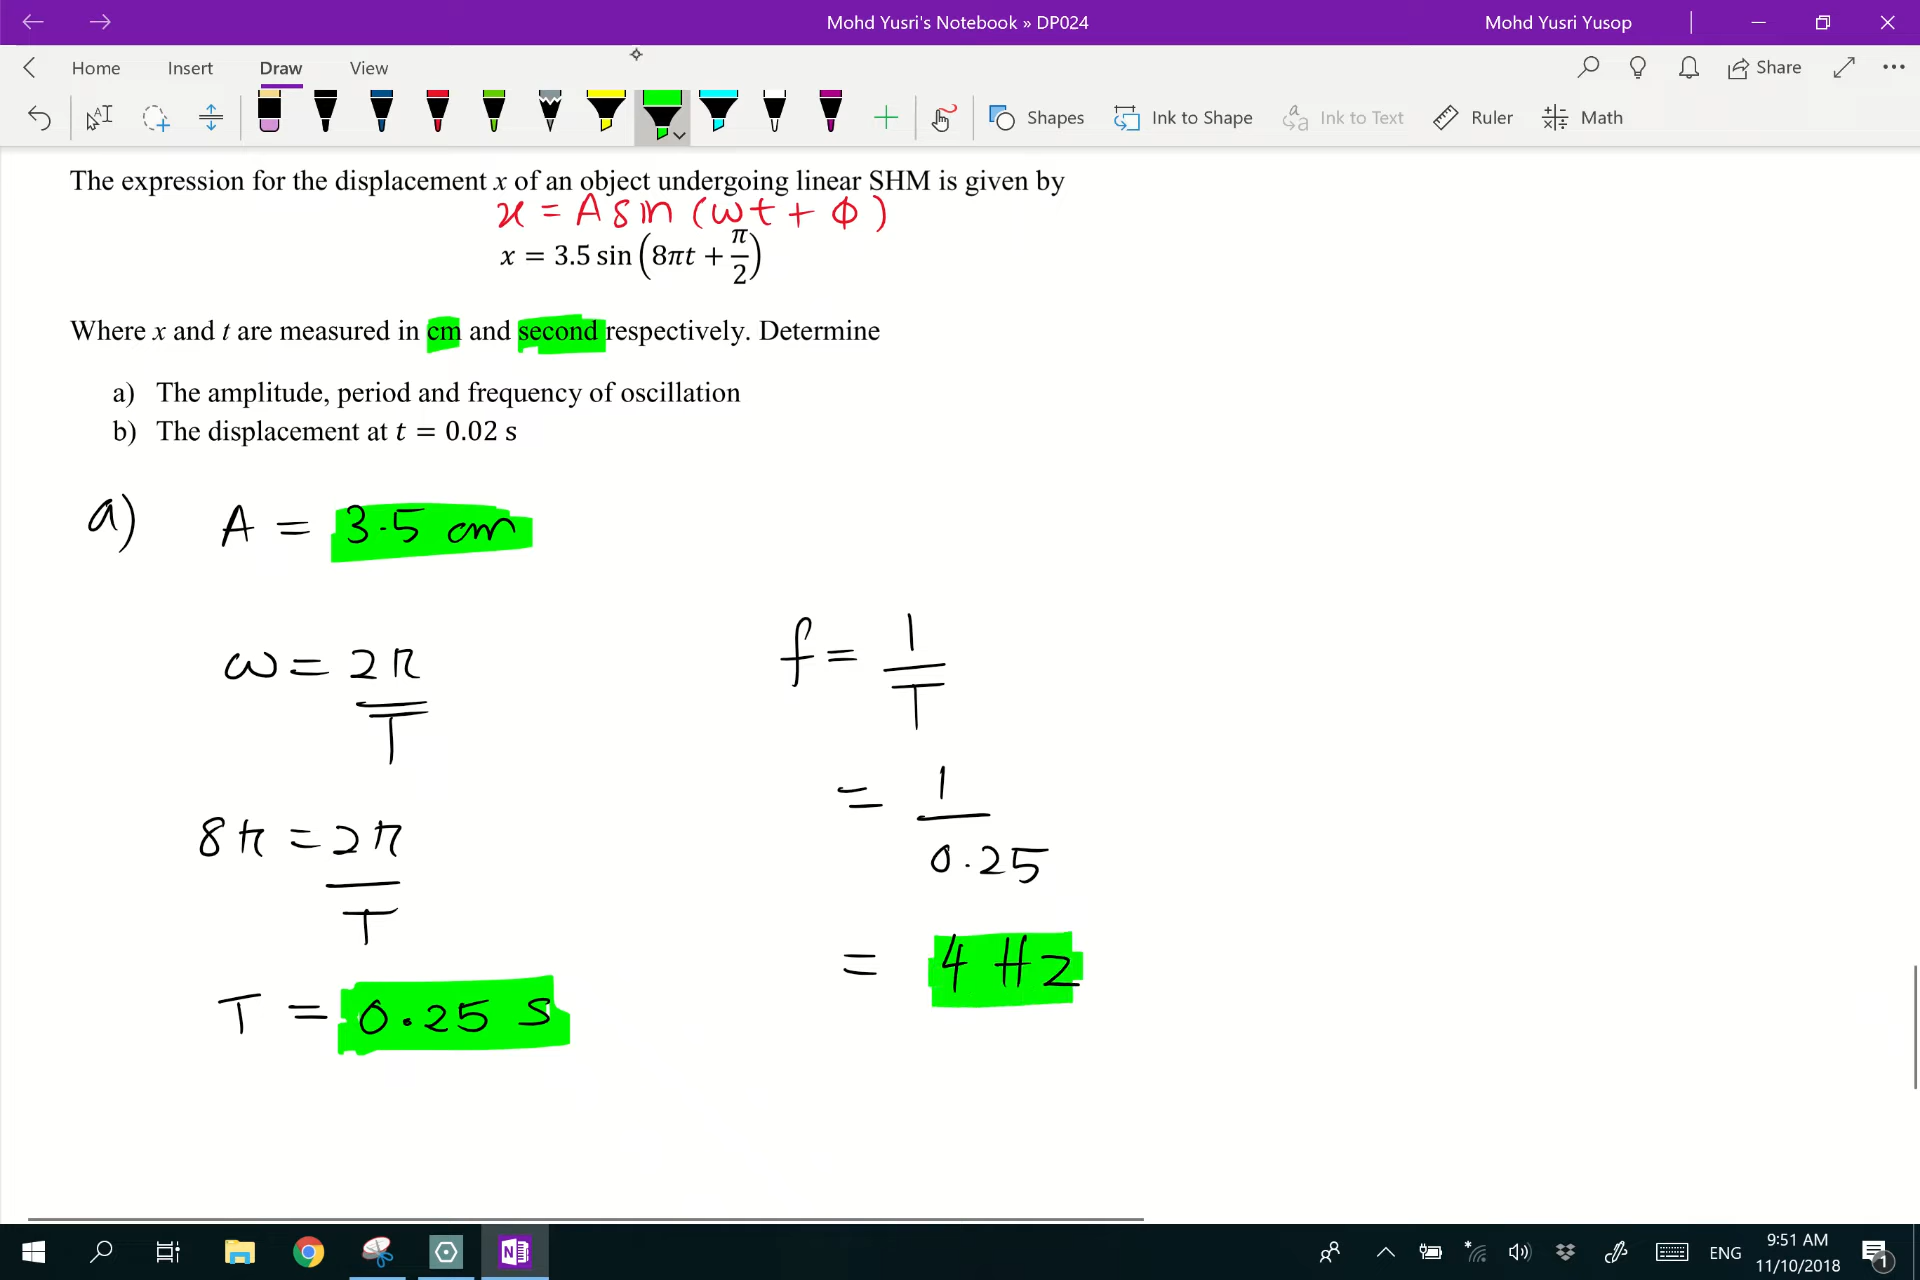 Mohd Yusri's Notebook » DP024
Mohd Yusri Yusop
Home Insert Draw View Share
Shapes Ink to Shape Ink to Text Ruler Math
The expression for the displacement x of an object undergoing linear SHM is given by
x = A sin (ωt + φ)
x = 3.5 sin (8πt + π/2)
Where x and t are measured in cm and second respectively. Determine
a) The amplitude, period and frequency of oscillation
b) The displacement at t = 0.02 s
a) A = 3.5 cm
ω = 2π/T
8π = 2π/T
T = 0.25 s
f = 1/T
= 1/0.25
= 4 Hz
ENG
9:51 AM
11/10/2018
1